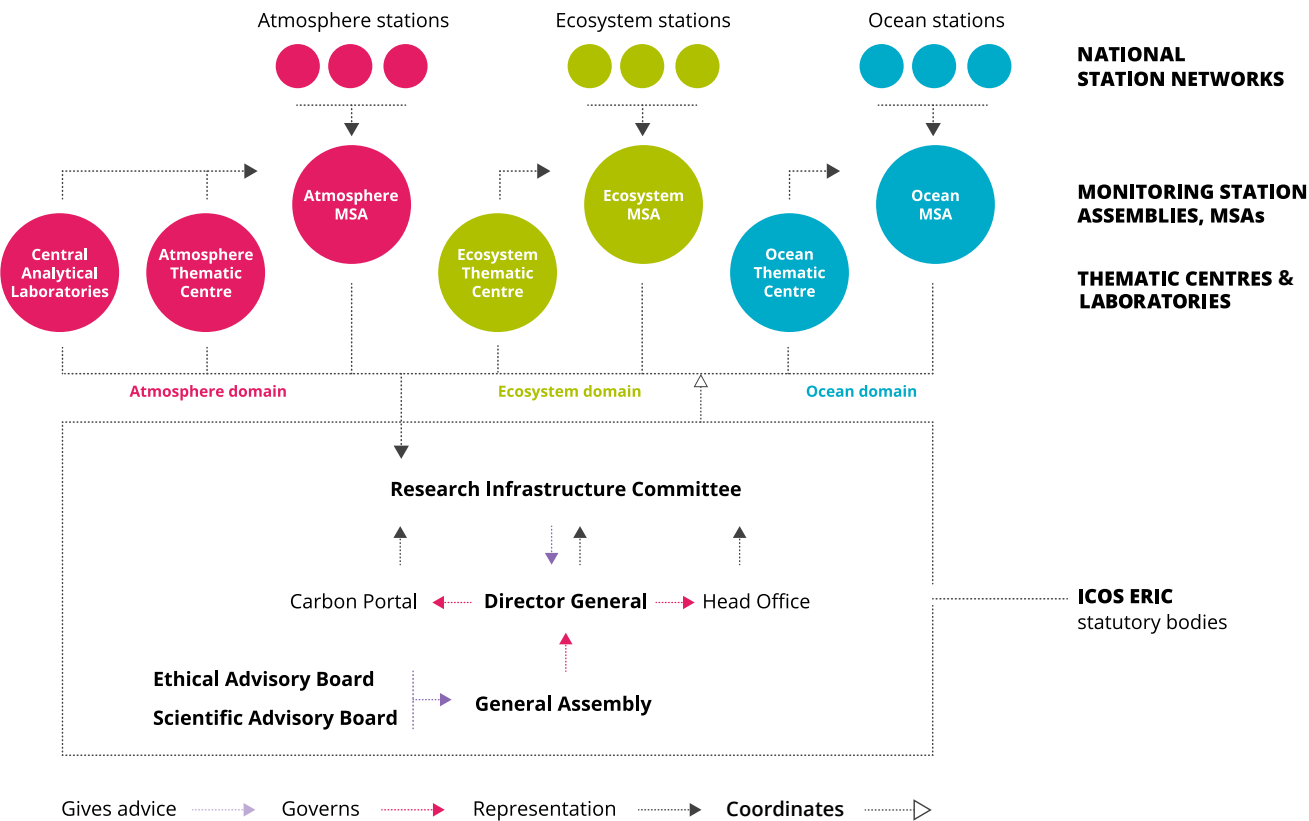 Atmosphere stations
Ecosystem stations
Ocean stations
NATIONAL
STATION NETWORKS
Atmosphere
MSA
Ecosystem
MSA
Ocean
MSA
MONITORING STATION
ASSEMBLIES, MSAs
Central
Analytical
Laboratories
Atmosphere
Thematic
Centre
Ecosystem
Thematic
Centre
Ocean
Thematic
Centre
THEMATIC CENTRES &
LABORATORIES
Atmosphere domain
Ecosystem domain
Ocean domain
Research Infrastructure Committee
Carbon Portal
Director General
Head Office
ICOS ERIC
statutory bodies
Ethical Advisory Board
Scientific Advisory Board
General Assembly
Gives advice
Governs
Representation
Coordinates